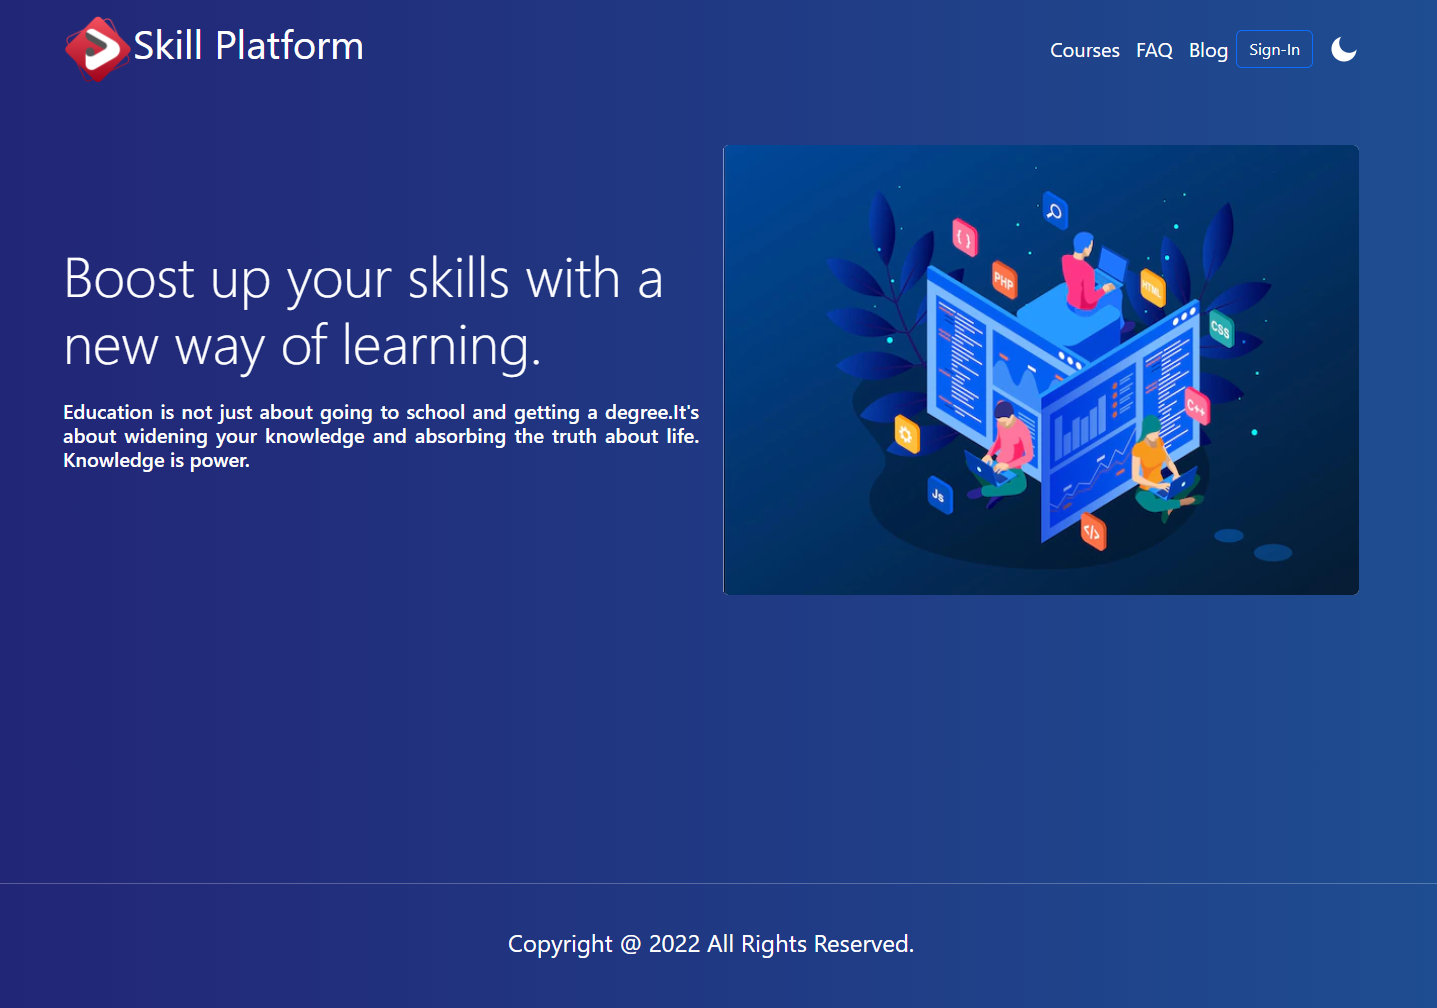 Skill Platform
Courses FAQ Blog Sign-In
Boost up your skills with a
new way of learning.
Education is not just about going to school and getting a degree.It's
about widening your knowledge and absorbing the truth about life.
Knowledge is power.
{ }
PHP
HTML
CSS
C++
Js
</>
Copyright @ 2022 All Rights Reserved.